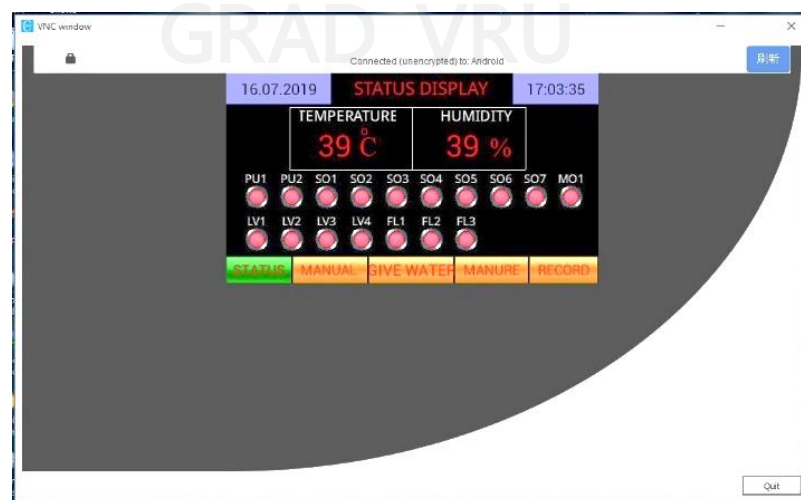 GRAD VRU
VNC window
Connected (unencrypted) to: Android
刷新
16.07.2019 STATUS DISPLAY 17:03:35
TEMPERATURE HUMIDITY
39 °C 39 %
PU1 PU2 SO1 SO2 SO3 SO4 SO5 SO6 SO7 MO1
LV1 LV2 LV3 LV4 FL1 FL2 FL3
STATUS MANUAL GIVE WATER MANURE RECORD
Quit